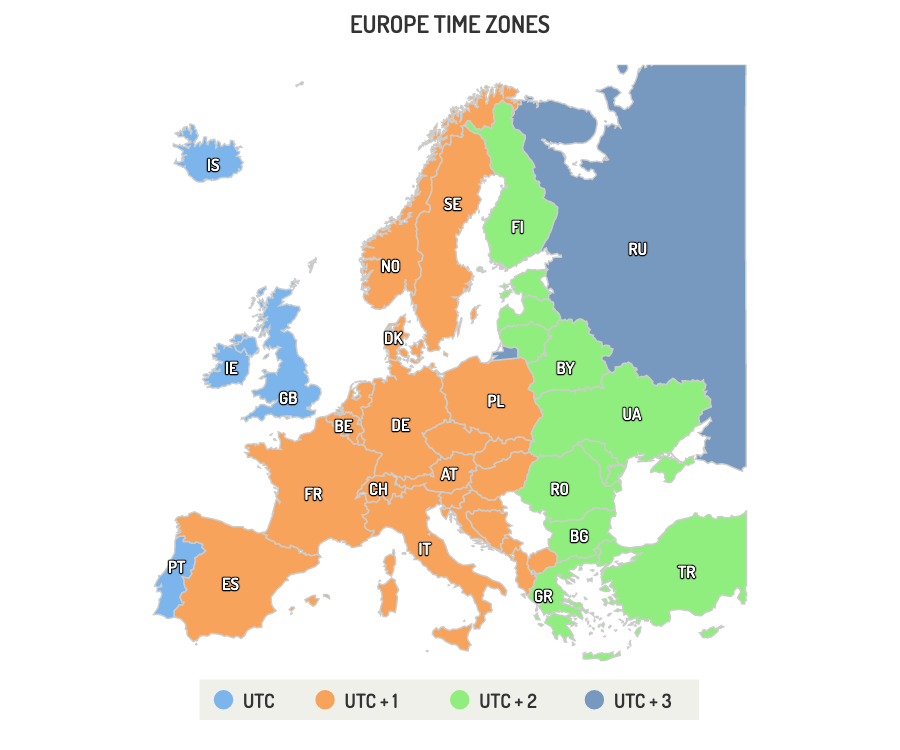 EUROPE TIME ZONES
IS
SE
FI
NO
RU
DK
IE
BY
GB
PL
UA
BE
DE
AT
CH
FR
RO
BG
IT
PT
TR
ES
GR
UTC
UTC + 1
UTC + 2
UTC + 3